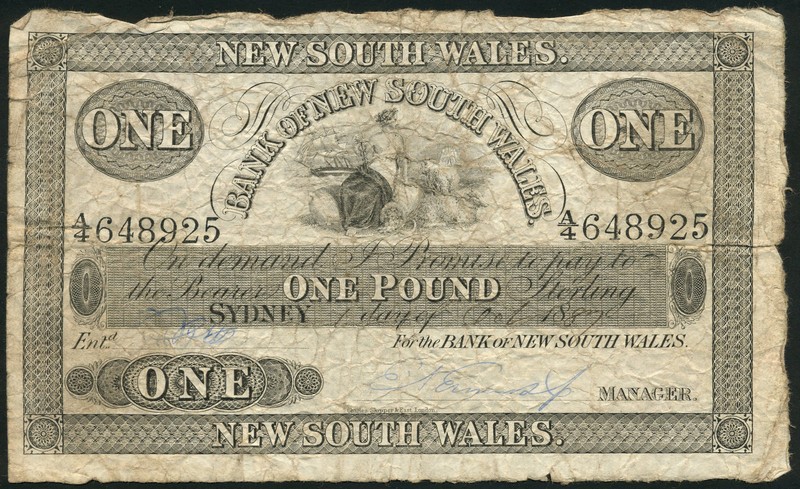 NEW SOUTH WALES.
BANK OF NEW SOUTH WALES.
ONE ONE
A/4 648925 A/4 648925
On demand I Promise to pay to
the Bearer ONE POUND Sterling
SYDNEY 1 day of Oct
Entd. For the BANK OF NEW SOUTH WALES.
ONE
MANAGER.
NEW SOUTH WALES.